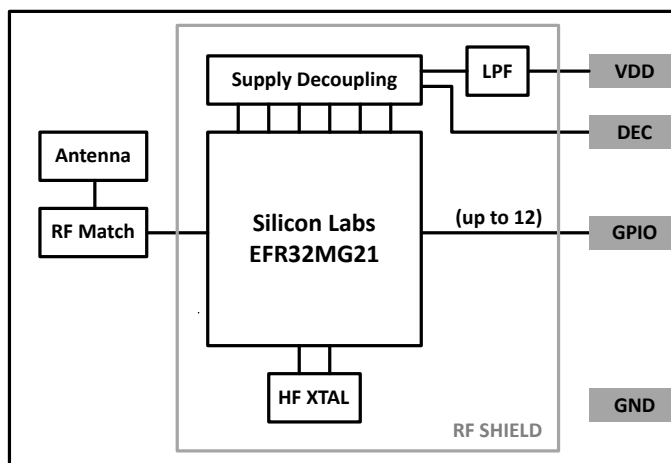 LPF
VDD
Supply Decoupling
DEC
Antenna
RF Match
Silicon Labs
EFR32MG21
(up to 12)
GPIO
HF XTAL
GND
RF SHIELD